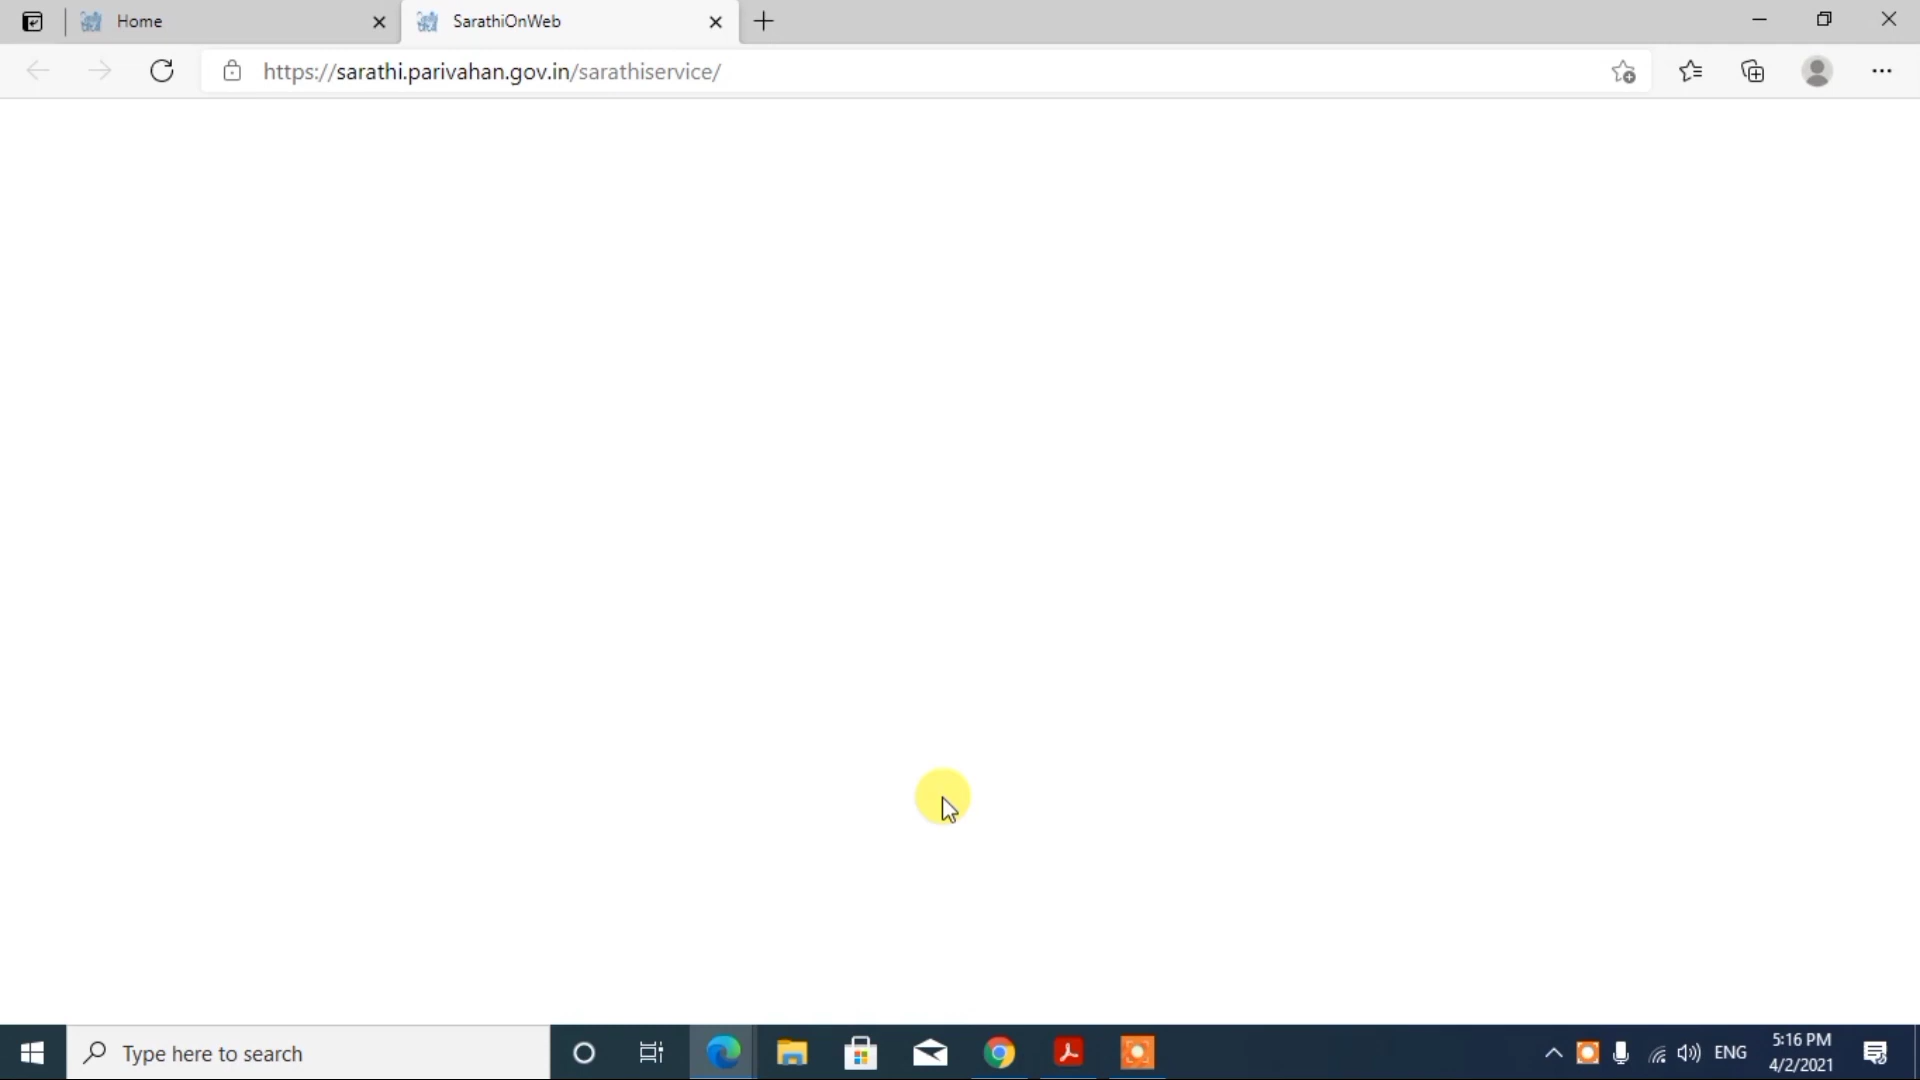 Home
SarathiOnWeb
https://sarathi.parivahan.gov.in/sarathiservice/
Type here to search
ENG
5:16 PM
4/2/2021